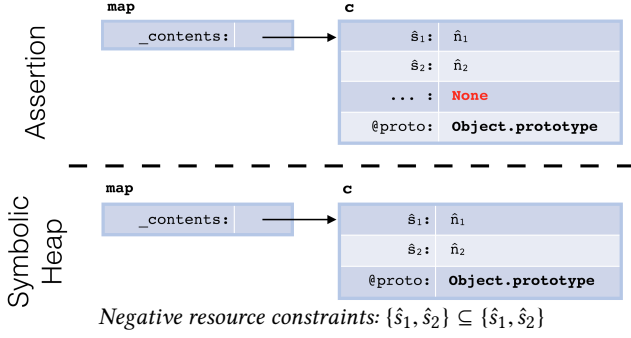 map
c
_contents:
ŝ₁: n̂₁
ŝ₂: n̂₂
... : None
@proto: Object.prototype
Assertion
map
c
_contents:
ŝ₁: n̂₁
ŝ₂: n̂₂
@proto: Object.prototype
Symbolic
Heap
Negative resource constraints: {ŝ₁, ŝ₂} ⊆ {ŝ₁, ŝ₂}